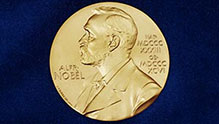 ALFR·
NOBEL
NAT·
MDCCC
XXXIII
OB·
MDCCC
XCVI